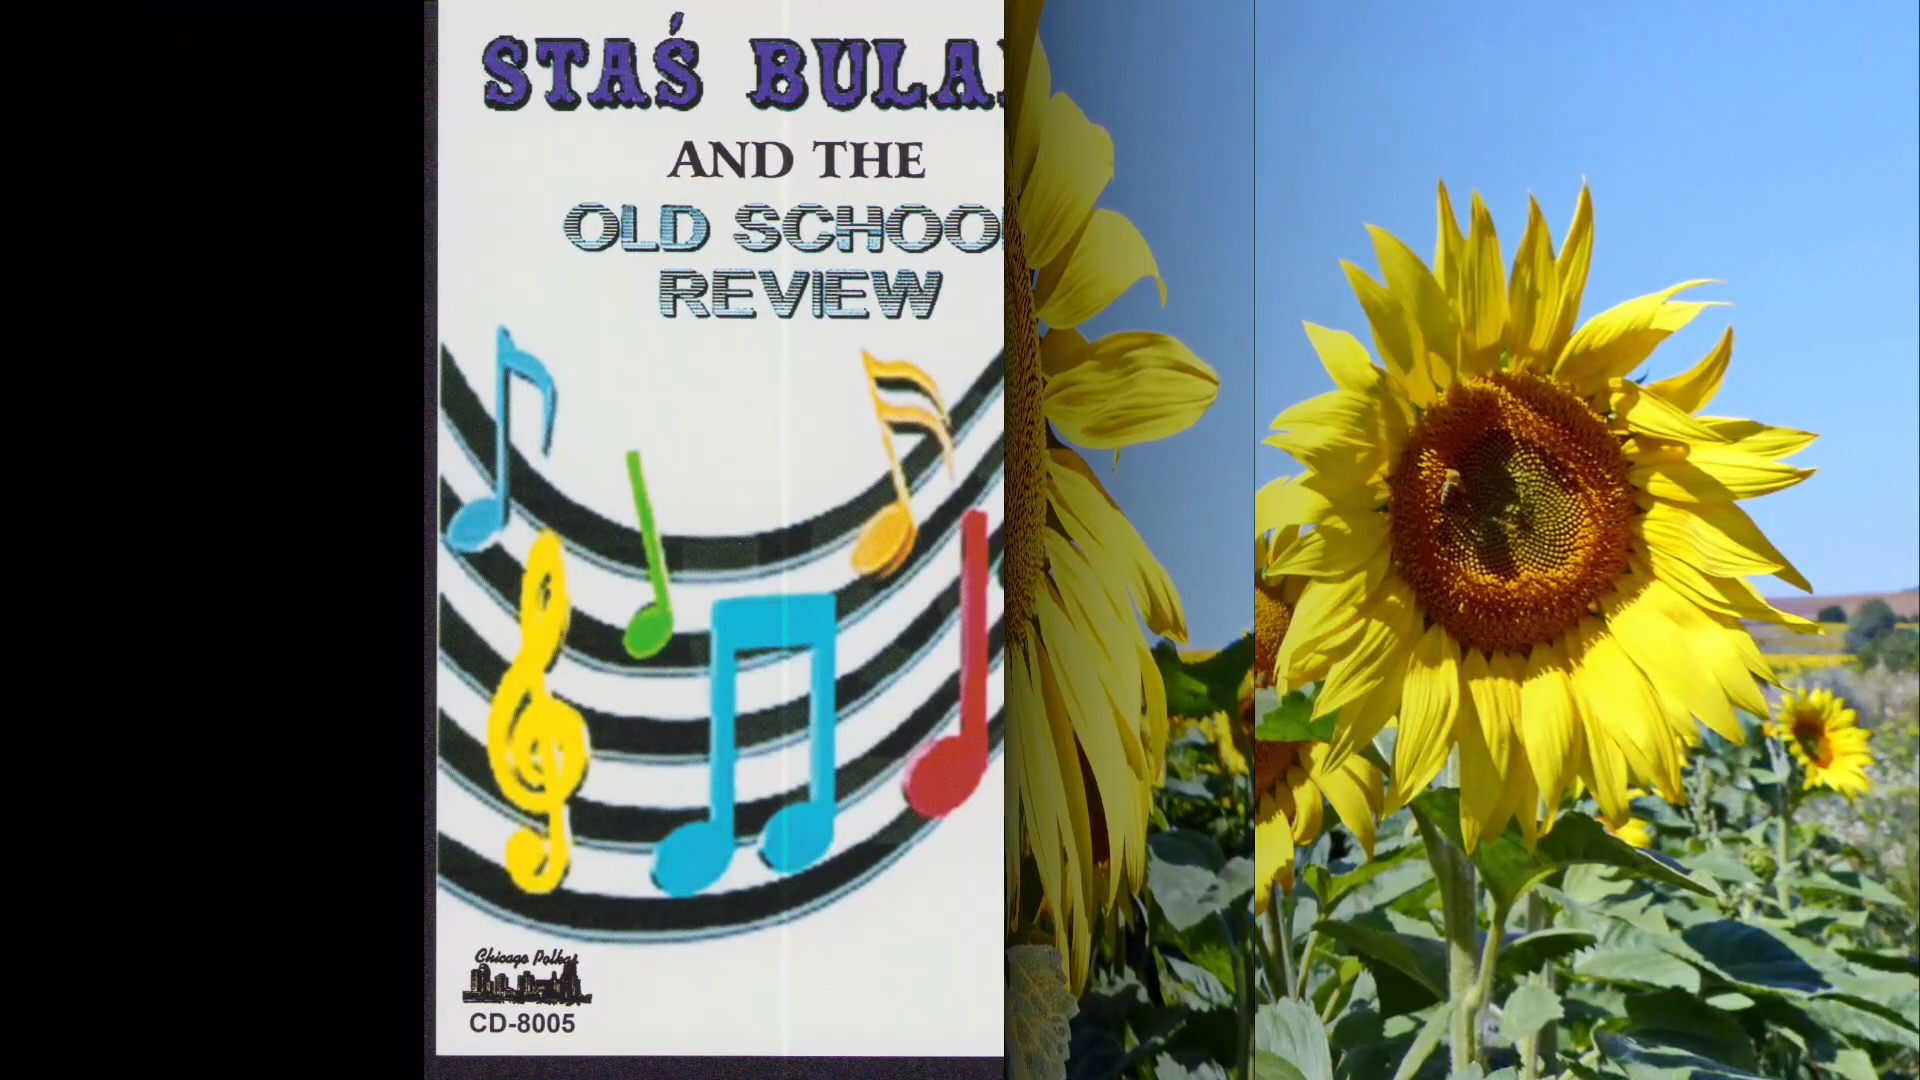 STAŚ BULA
AND THE
OLD SCHOO
REVIEW
Chicago Polkas
CD-8005